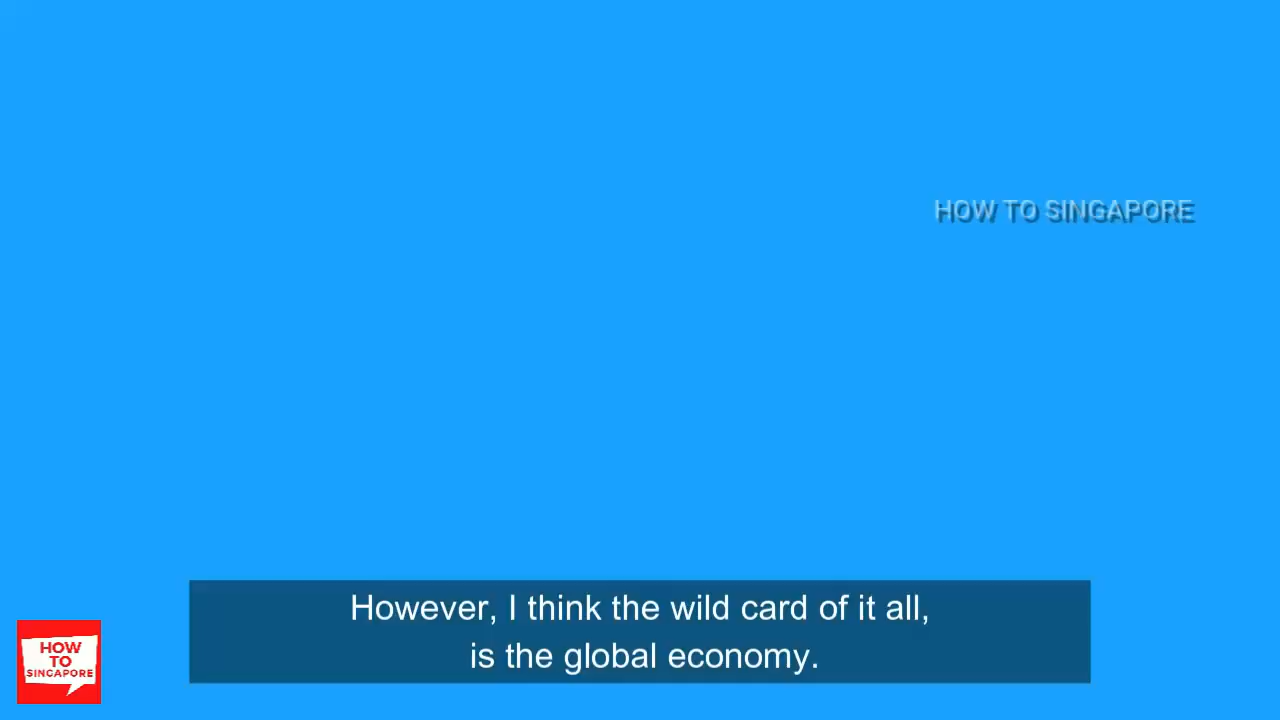 HOW TO SINGAPORE
However, I think the wild card of it all,
is the global economy.
HOW
TO
SINGAPORE